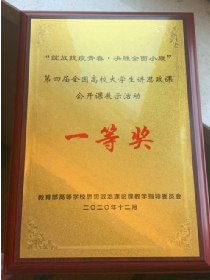 “绽放战疫青春·决胜全面小康”
第四届全国高校大学生讲思政课
公开课展示活动
一等奖
教育部高等学校思想政治理论课教学指导委员会
二〇二〇年十二月